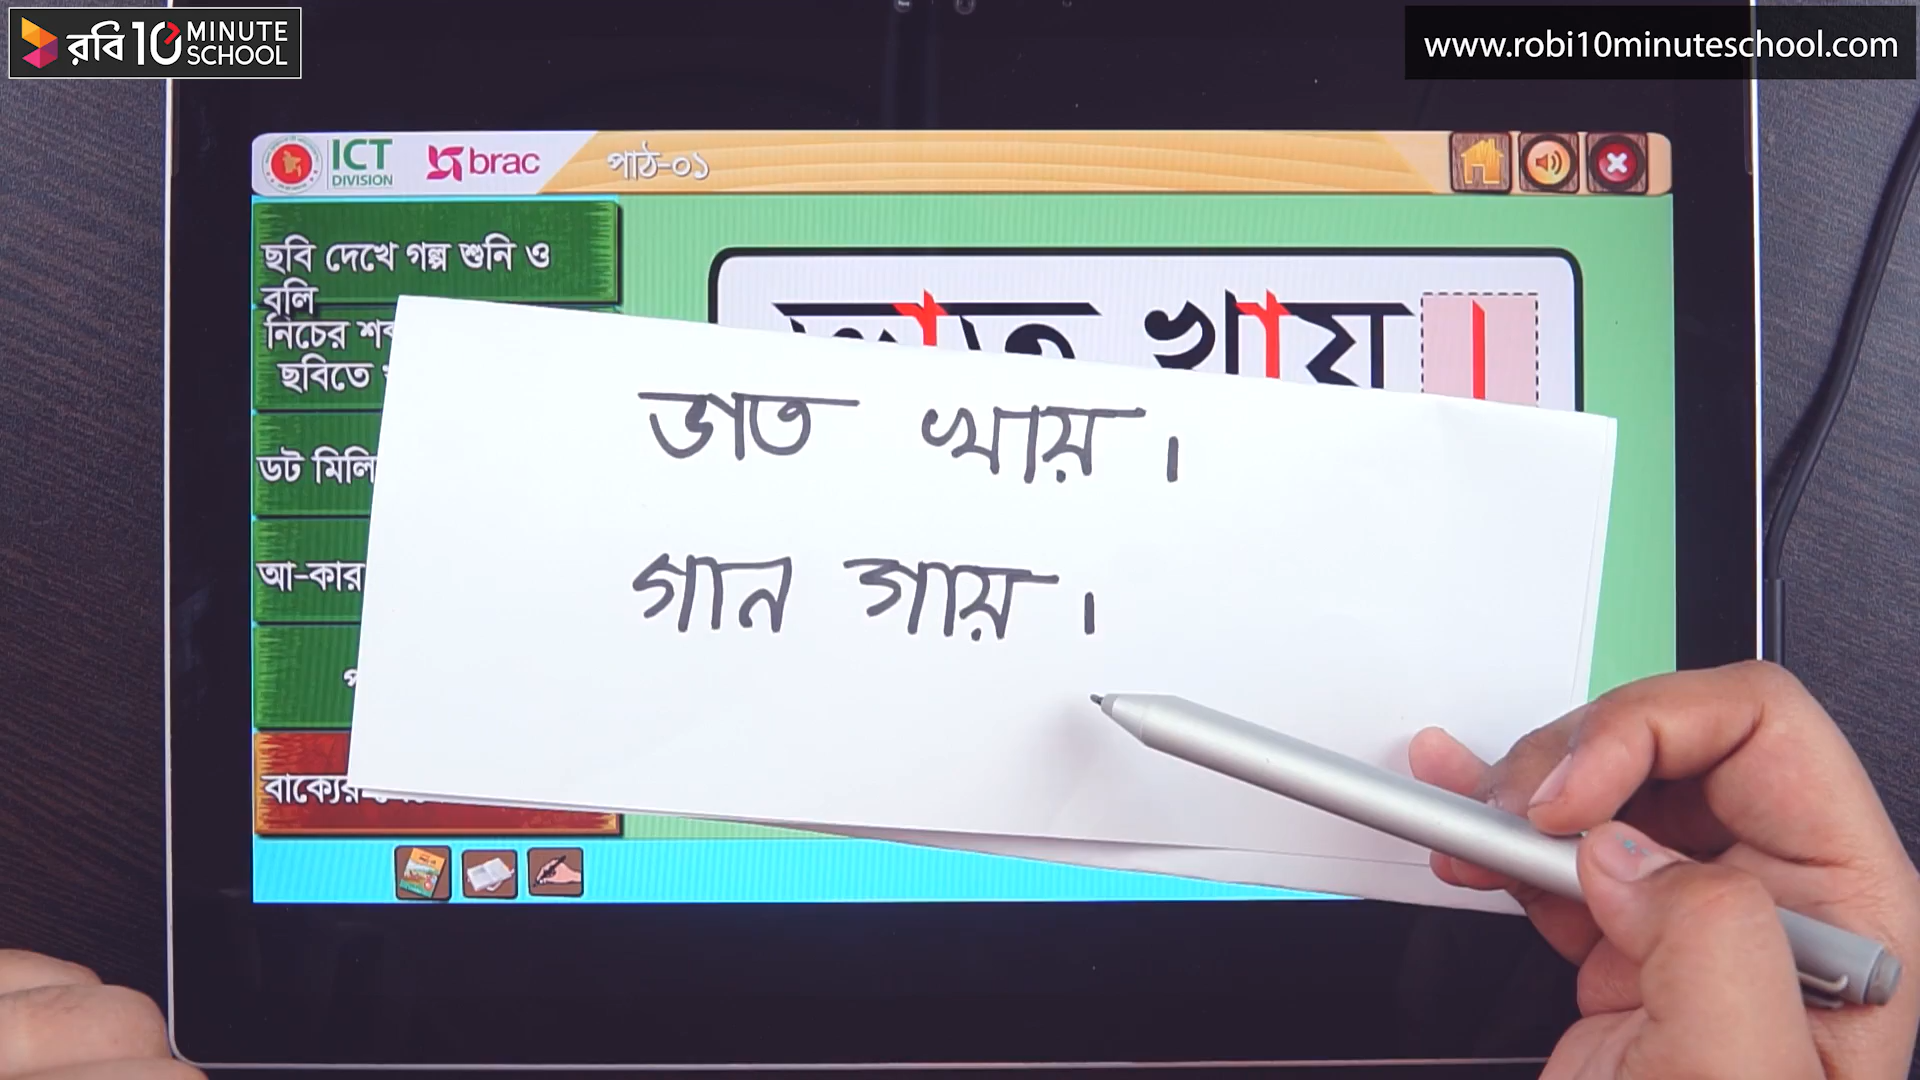 রবি 10 MINUTE SCHOOL
www.robi10minuteschool.com
ICT DIVISION
brac
পাঠ-০১
ছবি দেখে গল্প শুনি ও
বলি
নিচের
ছবিতে
ডট
আ-কার
ভাত খায়।
ভাত খায়।
গান গায়।